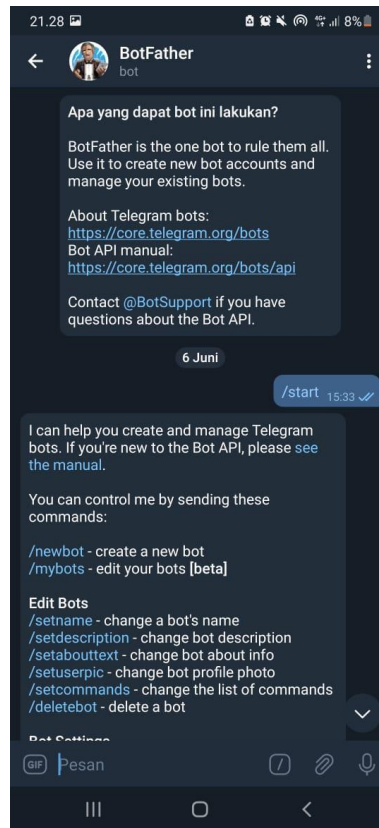 21.28 8%
BotFather
bot
Apa yang dapat bot ini lakukan?
BotFather is the one bot to rule them all.
Use it to create new bot accounts and
manage your existing bots.
About Telegram bots:
https://core.telegram.org/bots
Bot API manual:
https://core.telegram.org/bots/api
Contact @BotSupport if you have
questions about the Bot API.
6 Juni
/start 15:33
I can help you create and manage Telegram
bots. If you're new to the Bot API, please see
the manual.
You can control me by sending these
commands:
/newbot - create a new bot
/mybots - edit your bots [beta]
Edit Bots
/setname - change a bot's name
/setdescription - change bot description
/setabouttext - change bot about info
/setuserpic - change bot profile photo
/setcommands - change the list of commands
/deletebot - delete a bot
Bot Settings
GIF Pesan